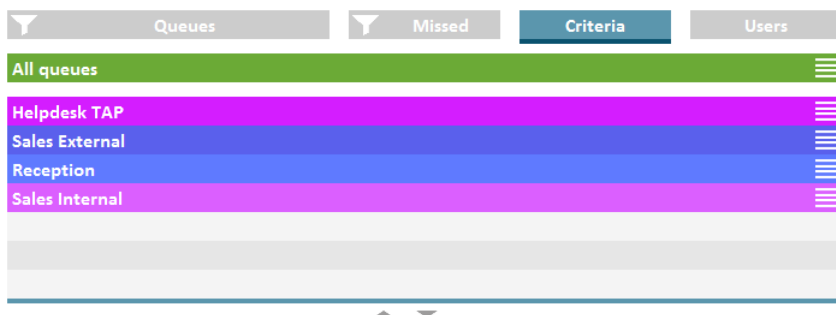 Queues Missed Criteria Users
All queues
Helpdesk TAP
Sales External
Reception
Sales Internal